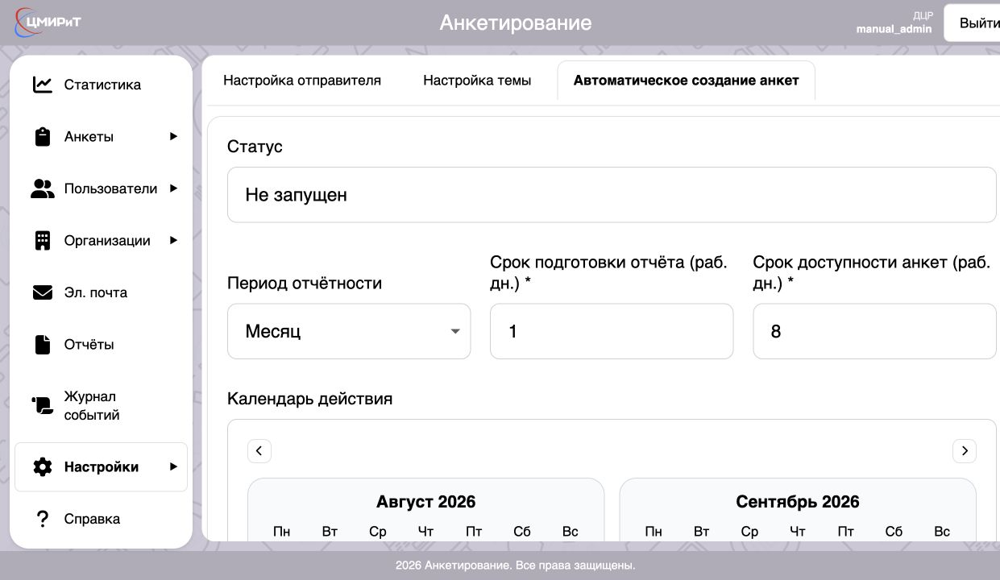 ЦМИРиТ
Анкетирование
ДЦР
manual_admin
Выйти
Статистика
Анкеты
Пользователи
Организации
Эл. почта
Отчёты
Журнал
событий
Настройки
Справка
Настройка отправителя
Настройка темы
Автоматическое создание анкет
Статус
Не запущен
Период отчётности
Месяц
Срок подготовки отчёта (раб.
дн.) *
1
Срок доступности анкет (раб.
дн.) *
8
Календарь действия
Август 2026
Пн Вт Ср Чт Пт Сб Вс
Сентябрь 2026
Пн Вт Ср Чт Пт Сб Вс
2026 Анкетирование. Все права защищены.